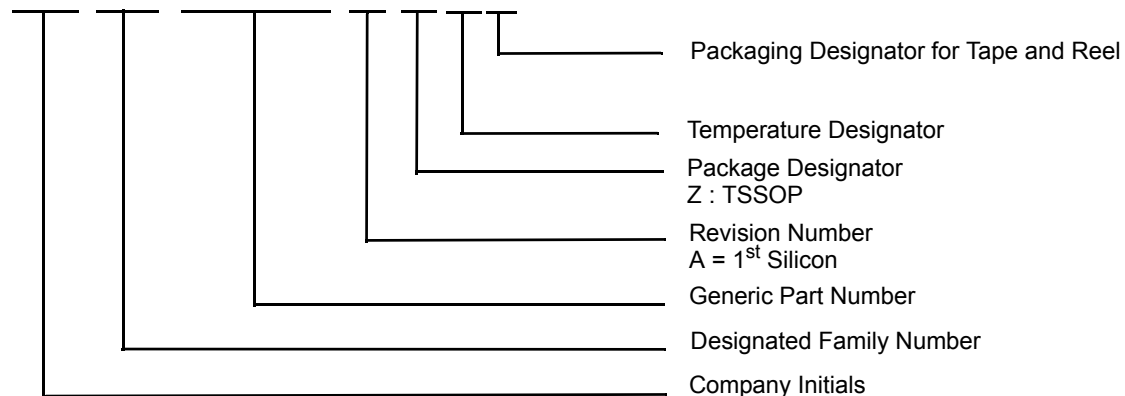 Packaging Designator for Tape and Reel
Temperature Designator
Package Designator
Z : TSSOP
Revision Number
A = 1st Silicon
Generic Part Number
Designated Family Number
Company Initials